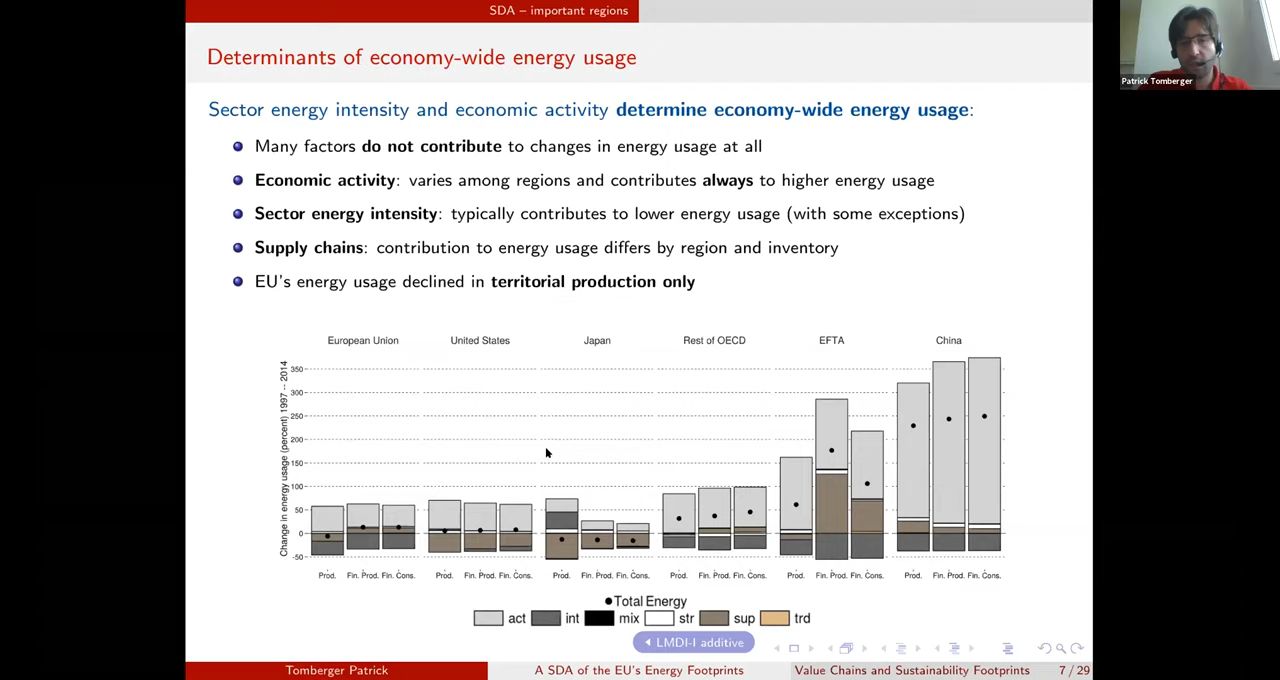 SDA – important regions
Determinants of economy-wide energy usage
Sector energy intensity and economic activity determine economy-wide energy usage:
Many factors do not contribute to changes in energy usage at all
Economic activity: varies among regions and contributes always to higher energy usage
Sector energy intensity: typically contributes to lower energy usage (with some exceptions)
Supply chains: contribution to energy usage differs by region and inventory
EU's energy usage declined in territorial production only
European Union United States Japan Rest of OECD EFTA China
Change in energy usage (percent) 1997 -- 2014
350
300
250
200
150
100
50
0
-50
Prod. Fin. Prod. Fin. Cons. Prod. Fin. Prod. Fin. Cons. Prod. Fin. Prod. Fin. Cons. Prod. Fin. Prod. Fin. Cons. Prod. Fin. Prod. Fin. Cons. Prod. Fin. Prod. Fin. Cons.
Total Energy
act int mix str sup trd
LMDI-I additive
Tomberger Patrick A SDA of the EU's Energy Footprints Value Chains and Sustainability Footprints 7 / 29
Patrick Tomberger